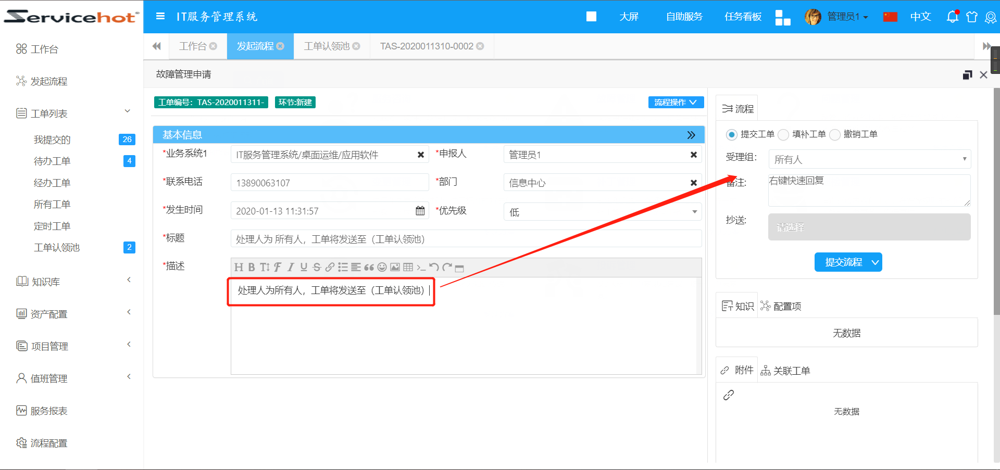 Servicehot
IT服务管理系统
大屏
自助服务
任务看板
管理员1
中文
工作台
发起流程
工单认领池
TAS-2020011310-0002
工作台
发起流程
工单列表
我提交的 26
待办工单 4
经办工单
所有工单
定时工单
工单认领池 2
知识库
资产配置
项目管理
值班管理
服务报表
流程配置
故障管理申请
工单编号：TAS-2020011311-
环节:新建
流程操作
基本信息
*业务系统1
IT服务管理系统/桌面运维/应用软件
*申报人
管理员1
*联系电话
13890063107
*部门
信息中心
*发生时间
2020-01-13 11:31:57
*优先级
低
*标题
处理人为 所有人，工单将发送至（工单认领池）
*描述
处理人为所有人，工单将发送至（工单认领池）
流程
提交工单
填补工单
撤销工单
受理组:
所有人
备注:
右键快速回复
抄送:
请选择
提交流程
知识
配置项
无数据
附件
关联工单
无数据